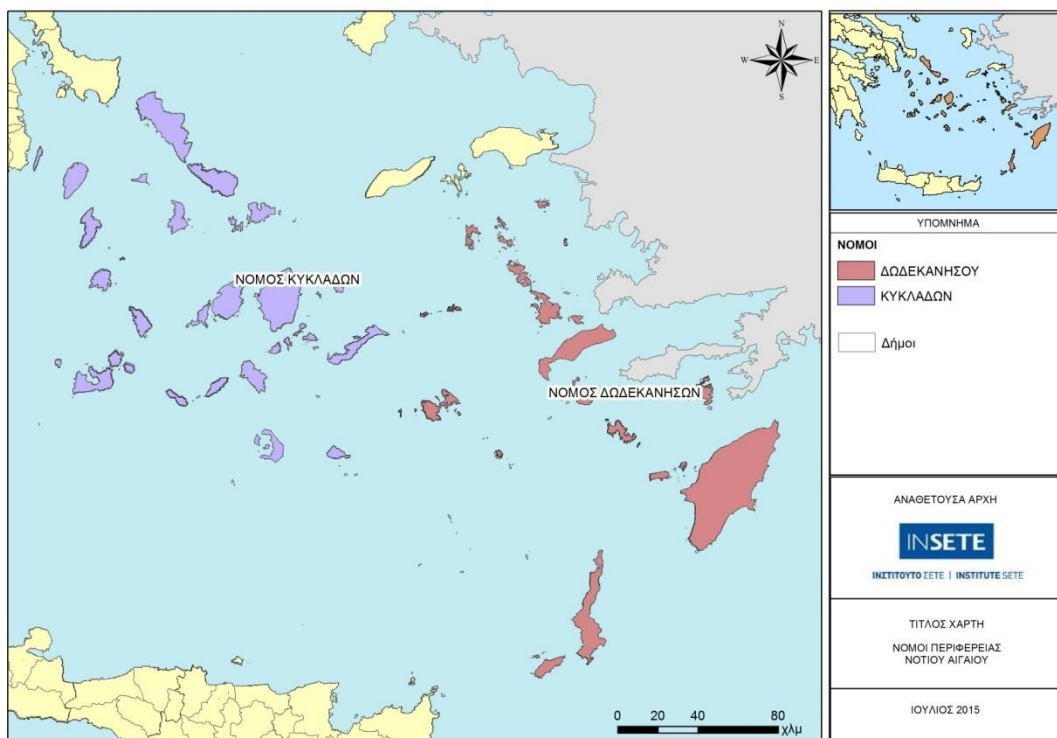 N
W E
S
ΝΟΜΟΣ ΚΥΚΛΑΔΩΝ
ΝΟΜΟΣ ΔΩΔΕΚΑΝΗΣΩΝ
0 20 40 80
χλμ
ΥΠΟΜΝΗΜΑ
ΝΟΜΟΙ
ΔΩΔΕΚΑΝΗΣΟΥ
ΚΥΚΛΑΔΩΝ
Δήμοι
ΑΝΑΘΕΤΟΥΣΑ ΑΡΧΗ
INSETE
ΙΝΣΤΙΤΟΥΤΟ ΣΕΤΕ | INSTITUTE SETE
ΤΙΤΛΟΣ ΧΑΡΤΗ
ΝΟΜΟΙ ΠΕΡΙΦΕΡΕΙΑΣ
ΝΟΤΙΟΥ ΑΙΓΑΙΟΥ
ΙΟΥΛΙΟΣ 2015